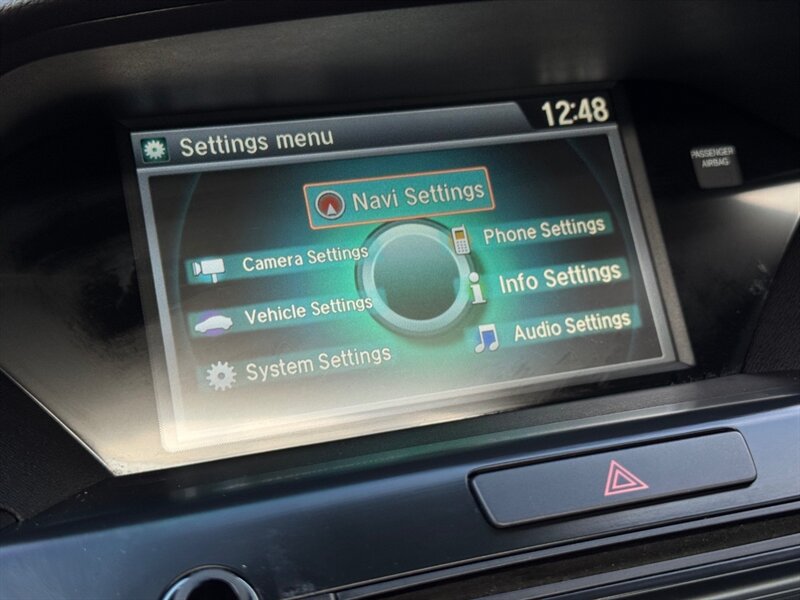 Settings menu
12:48
PASSENGER
AIRBAG
Navi Settings
Camera Settings
Phone Settings
Vehicle Settings
Info Settings
System Settings
Audio Settings